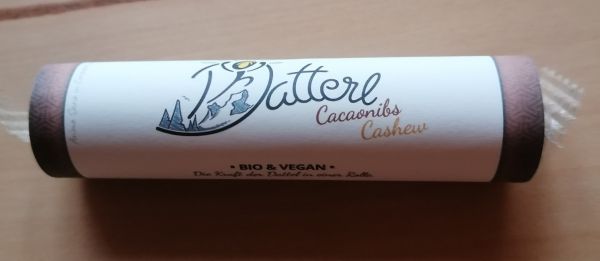 Datterl
Cacaonibs
Cashew
• BIO & VEGAN •
Die Kraft der Dattel in einer Rolle